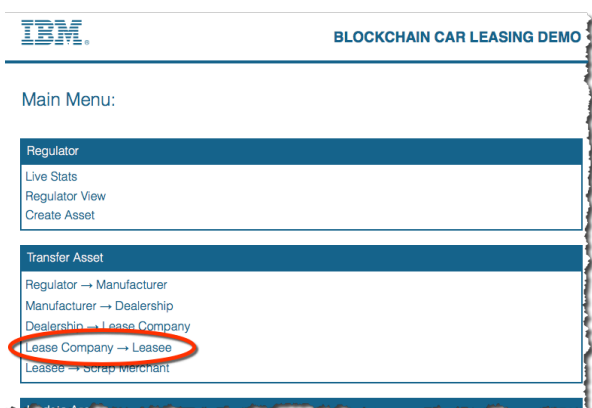 IBM.
BLOCKCHAIN CAR LEASING DEMO
Main Menu:
Regulator
Live Stats
Regulator View
Create Asset
Transfer Asset
Regulator → Manufacturer
Manufacturer → Dealership
Dealership → Lease Company
Lease Company → Leasee
Leasee → Scrap Merchant